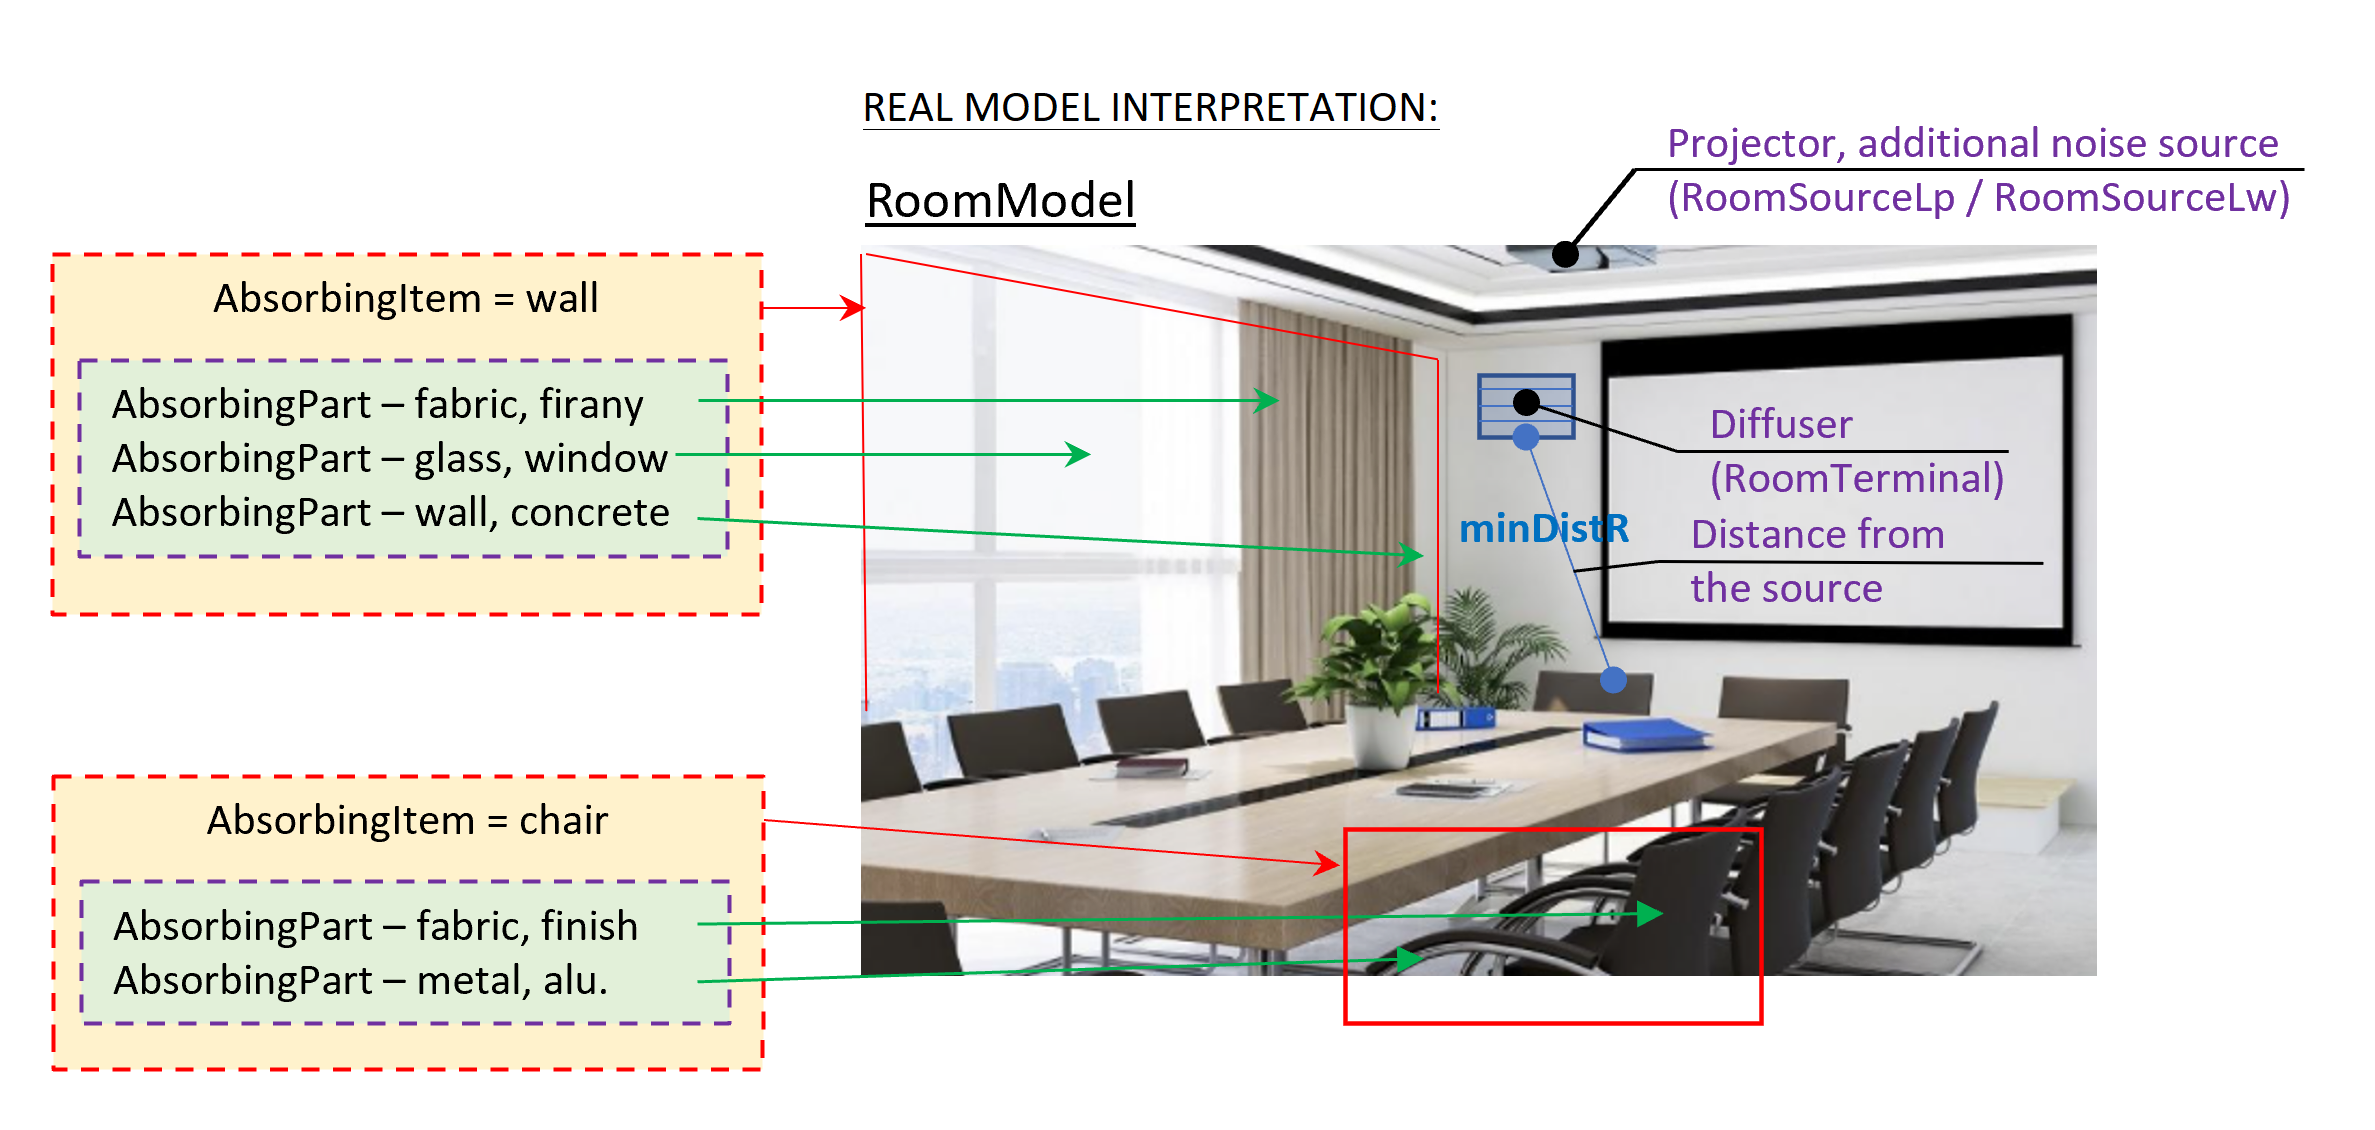 REAL MODEL INTERPRETATION:
RoomModel
Projector, additional noise source
(RoomSourceLp / RoomSourceLw)
AbsorbingItem = wall
AbsorbingPart – fabric, firany
AbsorbingPart – glass, window
AbsorbingPart – wall, concrete
Diffuser
(RoomTerminal)
minDistR
Distance from
the source
AbsorbingItem = chair
AbsorbingPart – fabric, finish
AbsorbingPart – metal, alu.